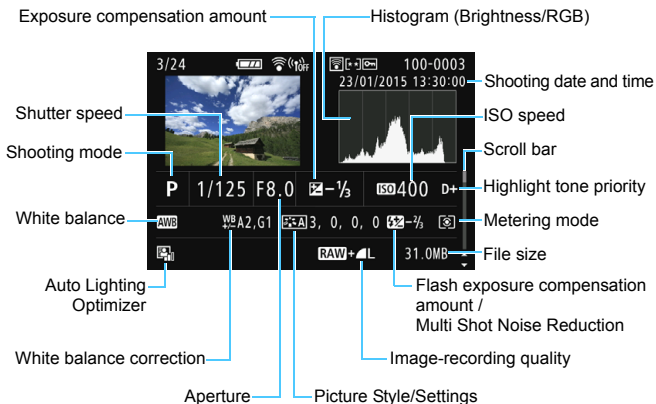 Exposure compensation amount
Histogram (Brightness/RGB)
3/24
OFF
100-0003
23/01/2015 13:30:00
Shooting date and time
Shutter speed
ISO speed
Shooting mode
Scroll bar
P 1/125 F8.0 -⅓ ISO 400 D+
Highlight tone priority
White balance
AWB WB +/- A2,G1 A 3, 0, 0, 0 -⅔
Metering mode
RAW+L 31.0MB
File size
Auto Lighting
Optimizer
Flash exposure compensation
amount /
Multi Shot Noise Reduction
White balance correction
Image-recording quality
Aperture
Picture Style/Settings